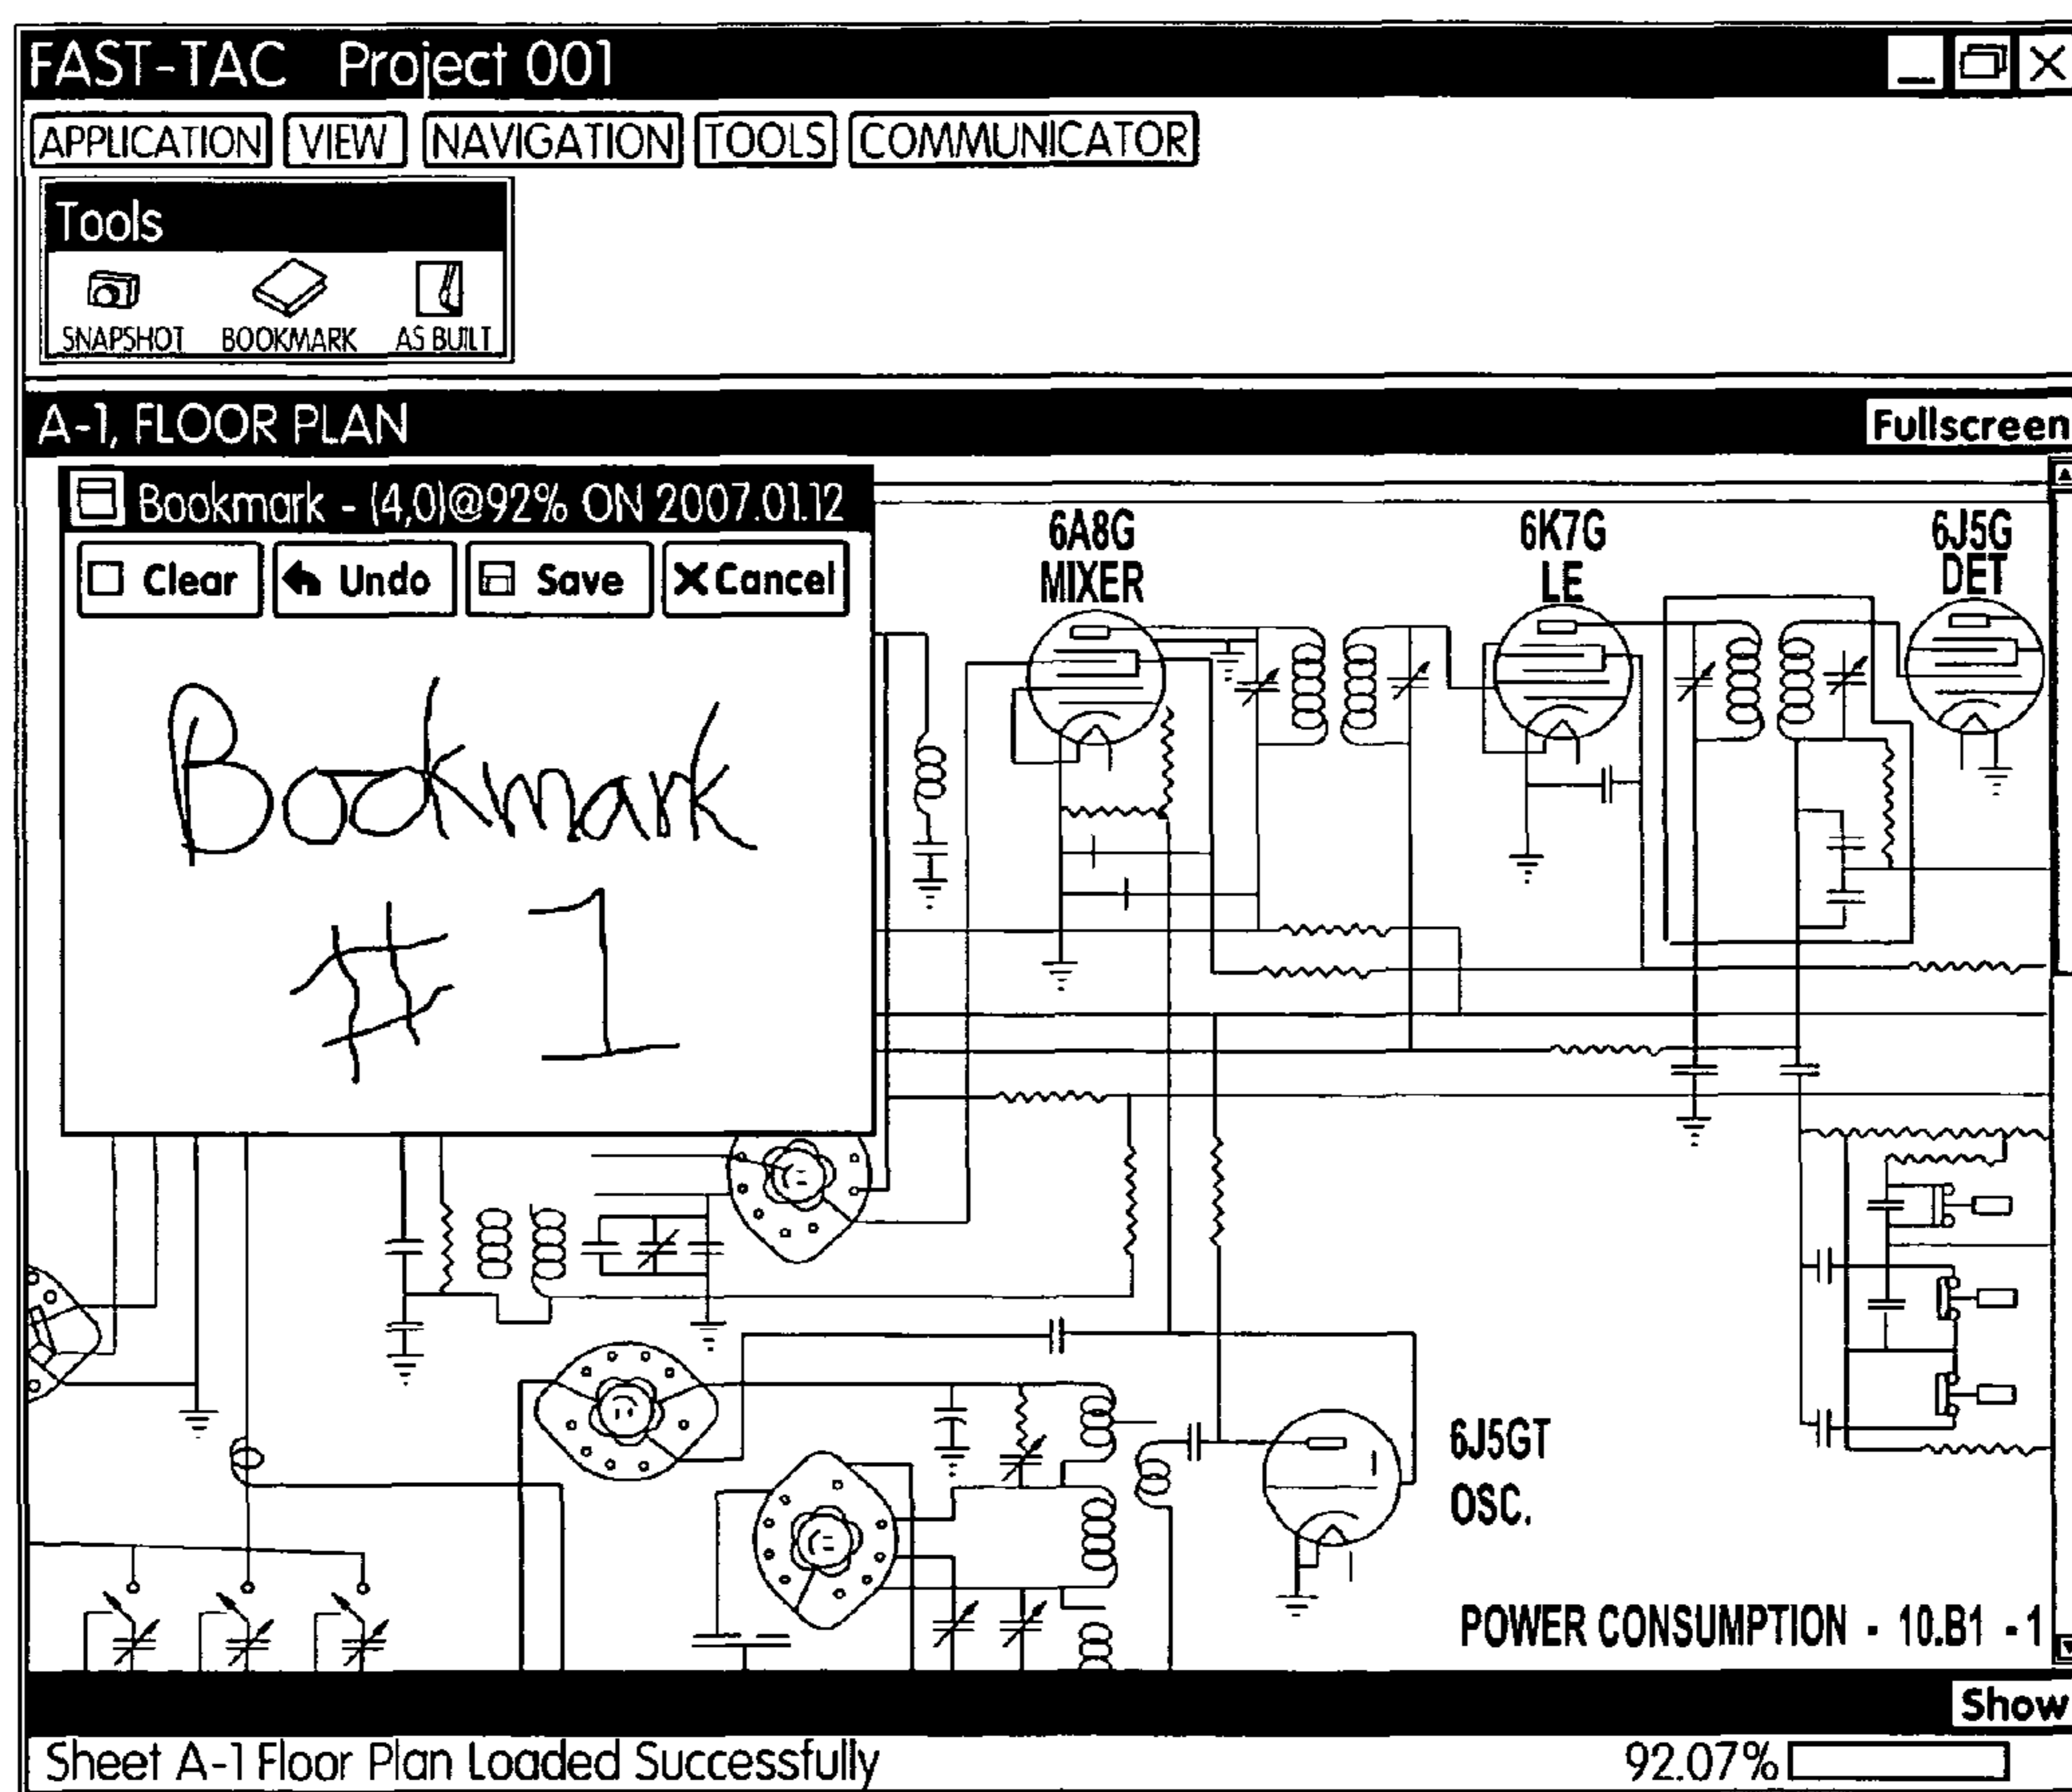 FAST-TAC Project 001
APPLICATION VIEW NAVIGATION TOOLS COMMUNICATOR
Tools
SNAPSHOT BOOKMARK AS BUILT
A-1, FLOOR PLAN Fullscreen
Bookmark - (4,0)@92% ON 2007.01.12
Clear Undo Save Cancel
Bookmark
# 1
6A8G
MIXER
6K7G
LE
6J5G
DET
6J5GT
OSC.
POWER CONSUMPTION - 10.B1 -1
Show
Sheet A-1 Floor Plan Loaded Successfully 92.07%